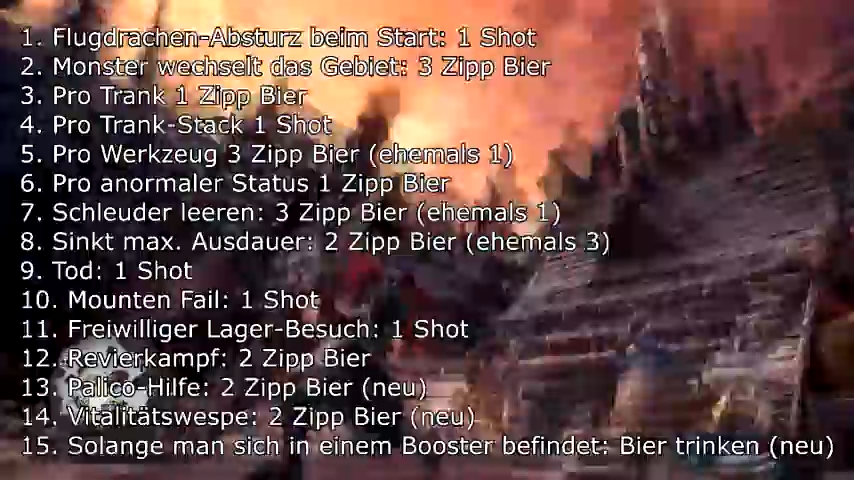 1. Flugdrachen-Absturz beim Start: 1 Shot
2. Monster wechselt das Gebiet: 3 Zipp Bier
3. Pro Trank 1 Zipp Bier
4. Pro Trank-Stack 1 Shot
5. Pro Werkzeug 3 Zipp Bier (ehemals 1)
6. Pro anormaler Status 1 Zipp Bier
7. Schleuder leeren: 3 Zipp Bier (ehemals 1)
8. Sinkt max. Ausdauer: 2 Zipp Bier (ehemals 3)
9. Tod: 1 Shot
10. Mounten Fail: 1 Shot
11. Freiwilliger Lager-Besuch: 1 Shot
12. Revierkampf: 2 Zipp Bier
13. Palico-Hilfe: 2 Zipp Bier (neu)
14. Vitalitätswespe: 2 Zipp Bier (neu)
15. Solange man sich in einem Booster befindet: Bier trinken (neu)